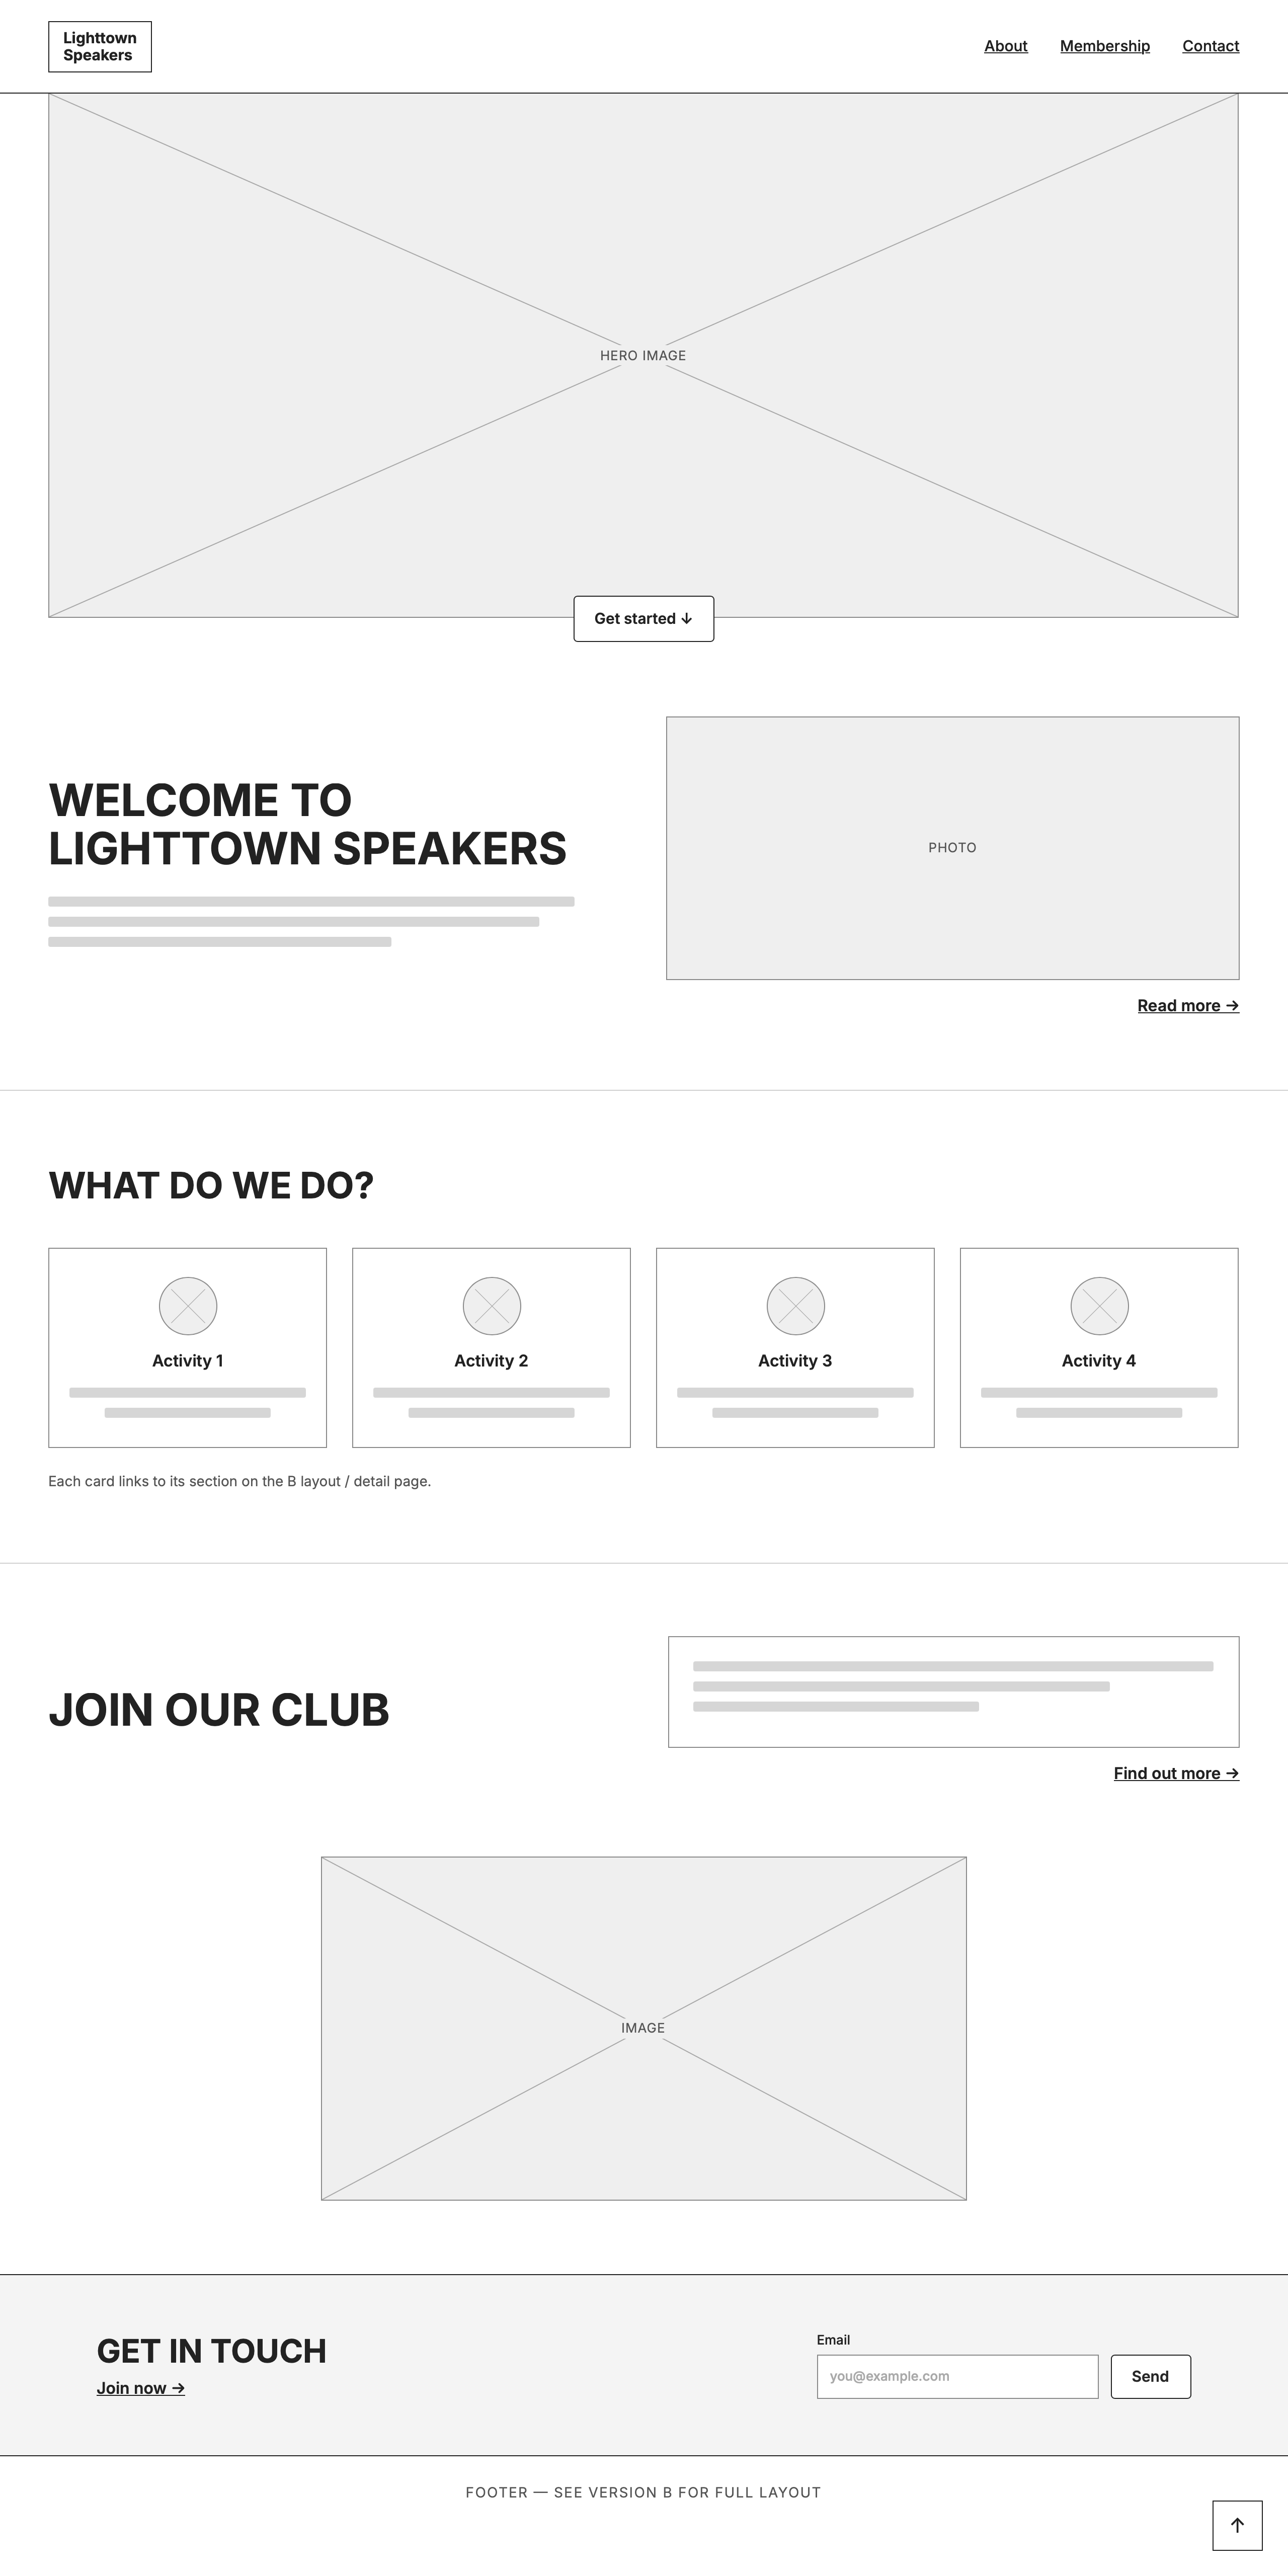 Lighttown
Speakers
About
Membership
Contact
HERO IMAGE
Get started ↓
WELCOME TO
LIGHTTOWN SPEAKERS
PHOTO
Read more →
WHAT DO WE DO?
Activity 1
Activity 2
Activity 3
Activity 4
Each card links to its section on the B layout / detail page.
JOIN OUR CLUB
Find out more →
IMAGE
GET IN TOUCH
Join now →
Email
you@example.com
Send
FOOTER — SEE VERSION B FOR FULL LAYOUT
↑